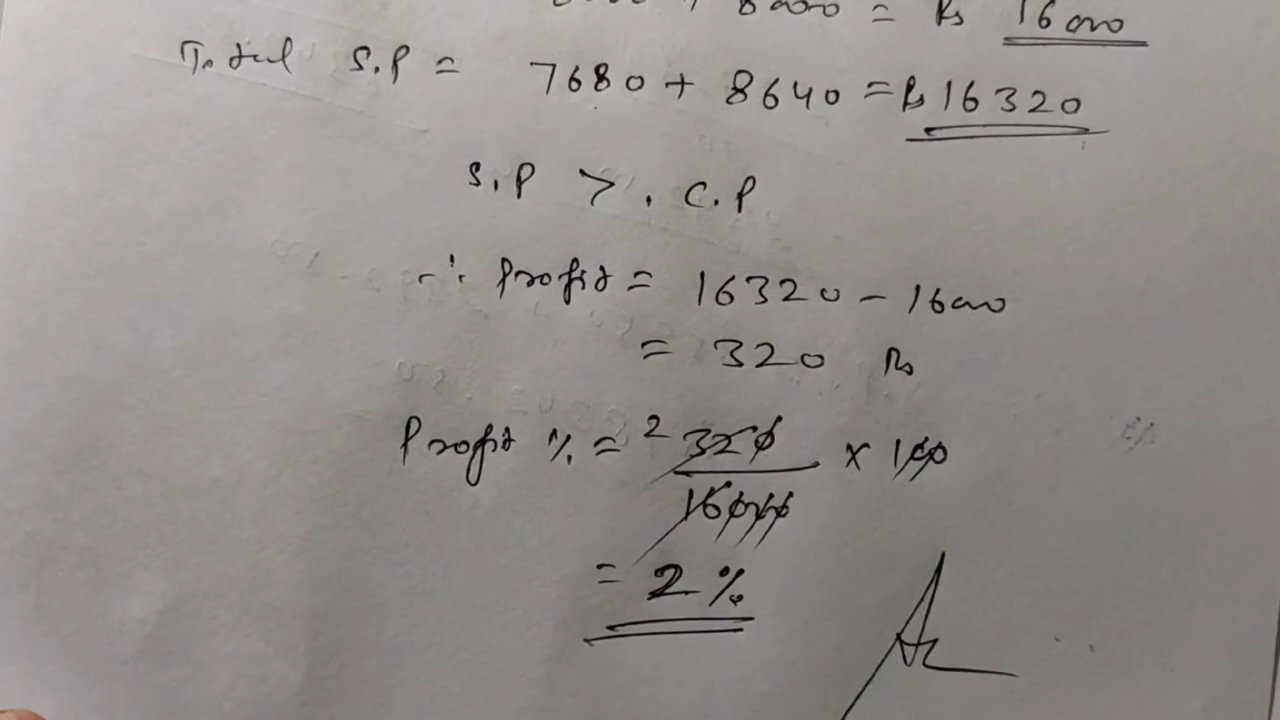 8000 = Rs 16000
Total S.P = 7680 + 8640 = Rs 16320
S.P > . C.P
∴ Profit = 16320 - 16000
= 320 Rs
Profit % = 2 320/16000 x 100
= 2 %